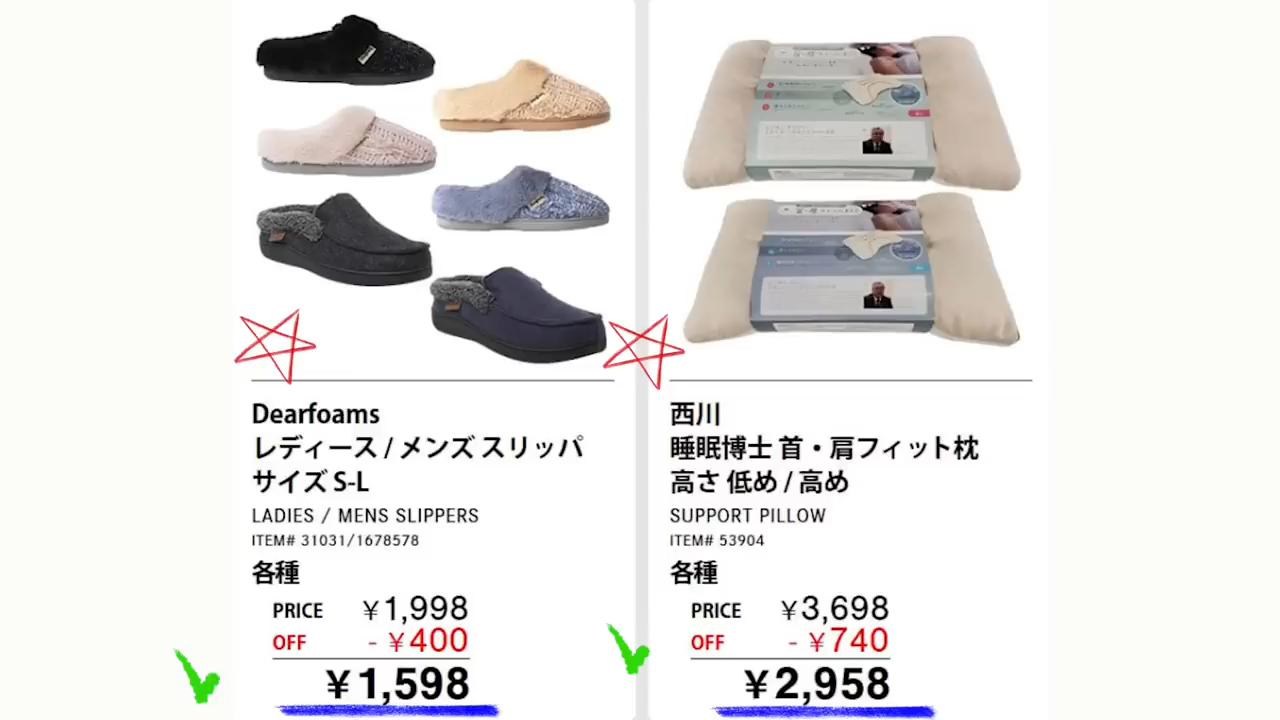 Dearfoams
レディース / メンズ スリッパ
サイズ S-L
LADIES / MENS SLIPPERS
ITEM# 31031/1678578
各種
PRICE ¥1,998
OFF - ¥400
¥1,598
西川
睡眠博士 首・肩フィット枕
高さ 低め / 高め
SUPPORT PILLOW
ITEM# 53904
各種
PRICE ¥3,698
OFF - ¥740
¥2,958